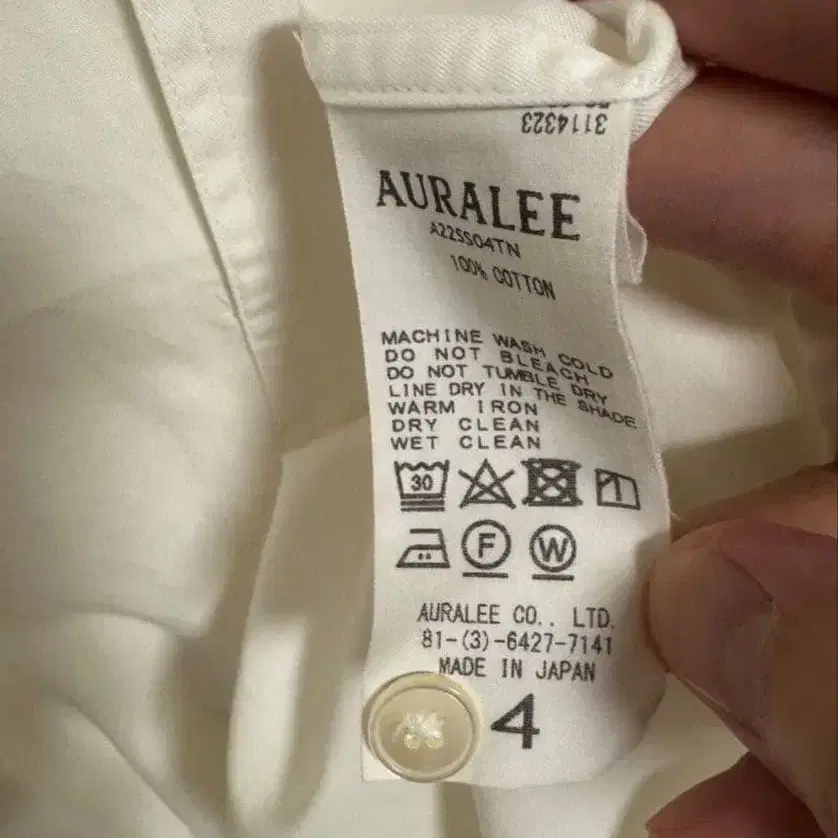 3114323
AURALEE
A22SS04TN
100% COTTON
MACHINE WASH COLD
DO NOT BLEACH
DO NOT TUMBLE DRY
LINE DRY IN THE SHADE
WARM IRON
DRY CLEAN
WET CLEAN
30
F W
AURALEE CO., LTD.
81-(3)-6427-7141
MADE IN JAPAN
4